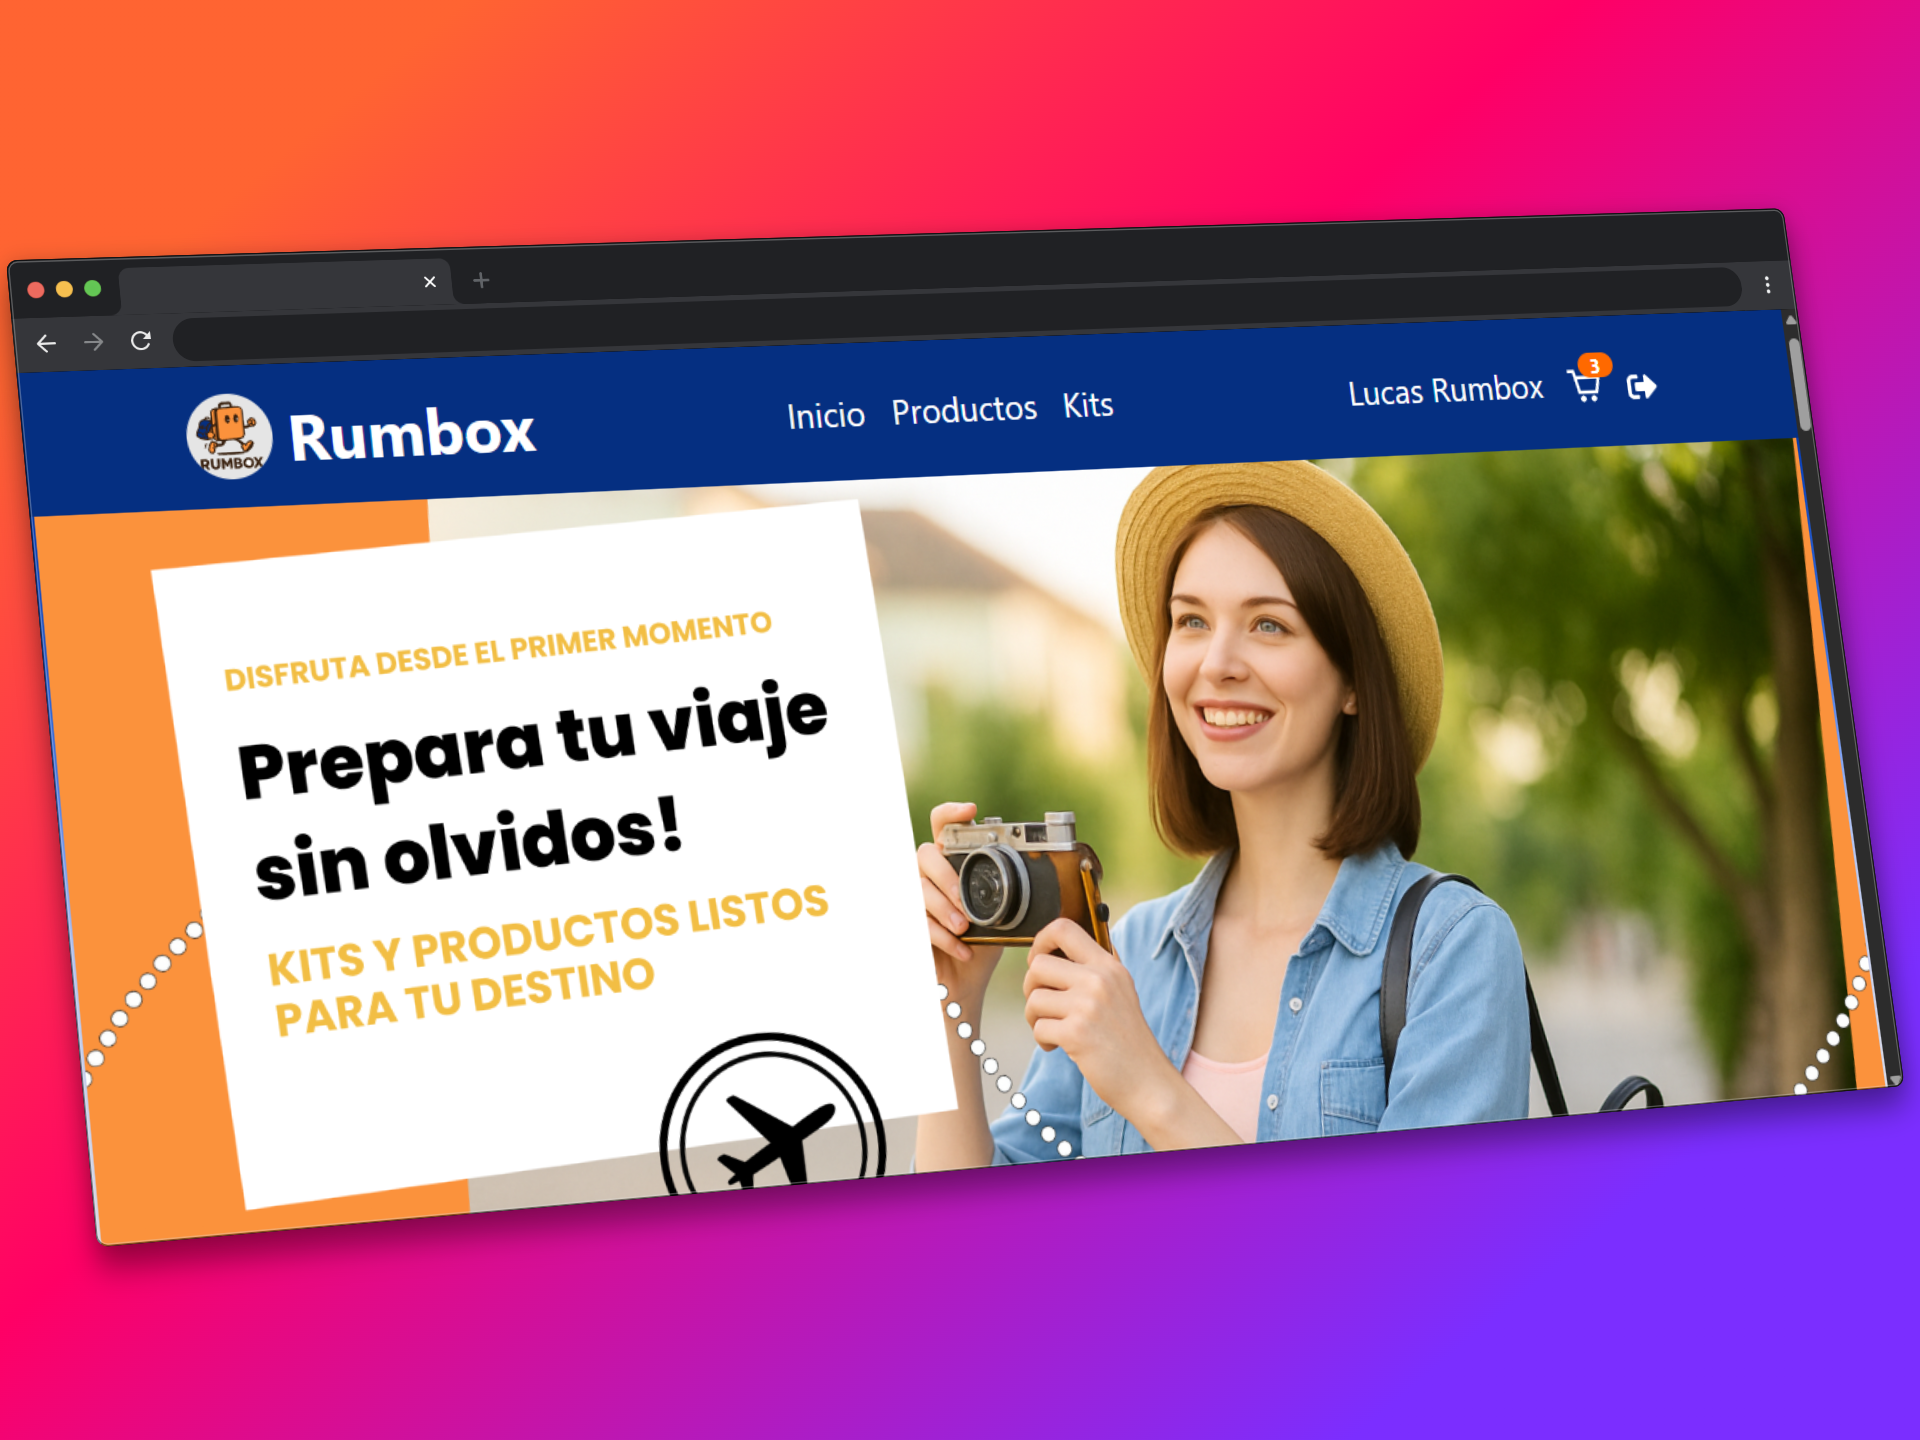 RUMBOX
Rumbox
Inicio Productos Kits
Lucas Rumbox
3
DISFRUTA DESDE EL PRIMER MOMENTO
Prepara tu viaje
sin olvidos!
KITS Y PRODUCTOS LISTOS
PARA TU DESTINO